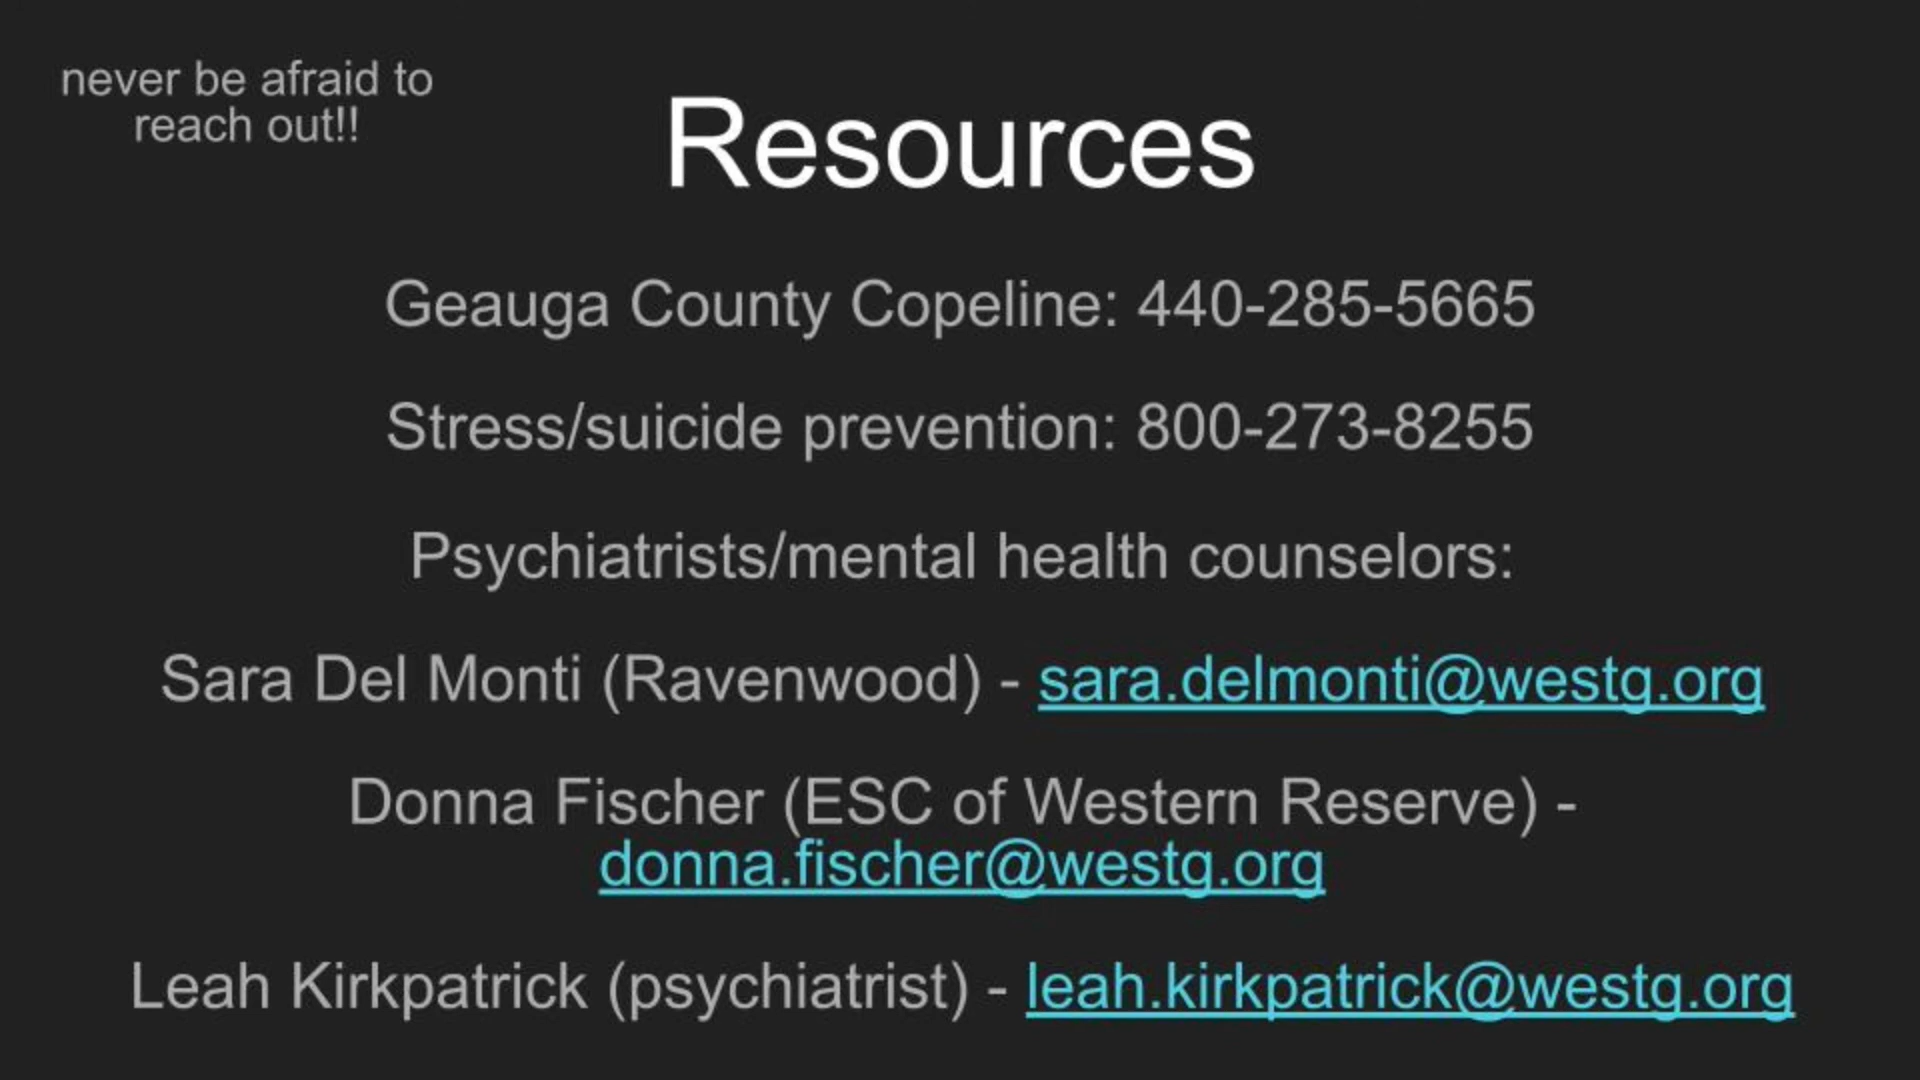 never be afraid to
reach out!!
Resources
Geauga County Copeline: 440-285-5665
Stress/suicide prevention: 800-273-8255
Psychiatrists/mental health counselors:
Sara Del Monti (Ravenwood) - sara.delmonti@westg.org
Donna Fischer (ESC of Western Reserve) -
donna.fischer@westg.org
Leah Kirkpatrick (psychiatrist) - leah.kirkpatrick@westg.org